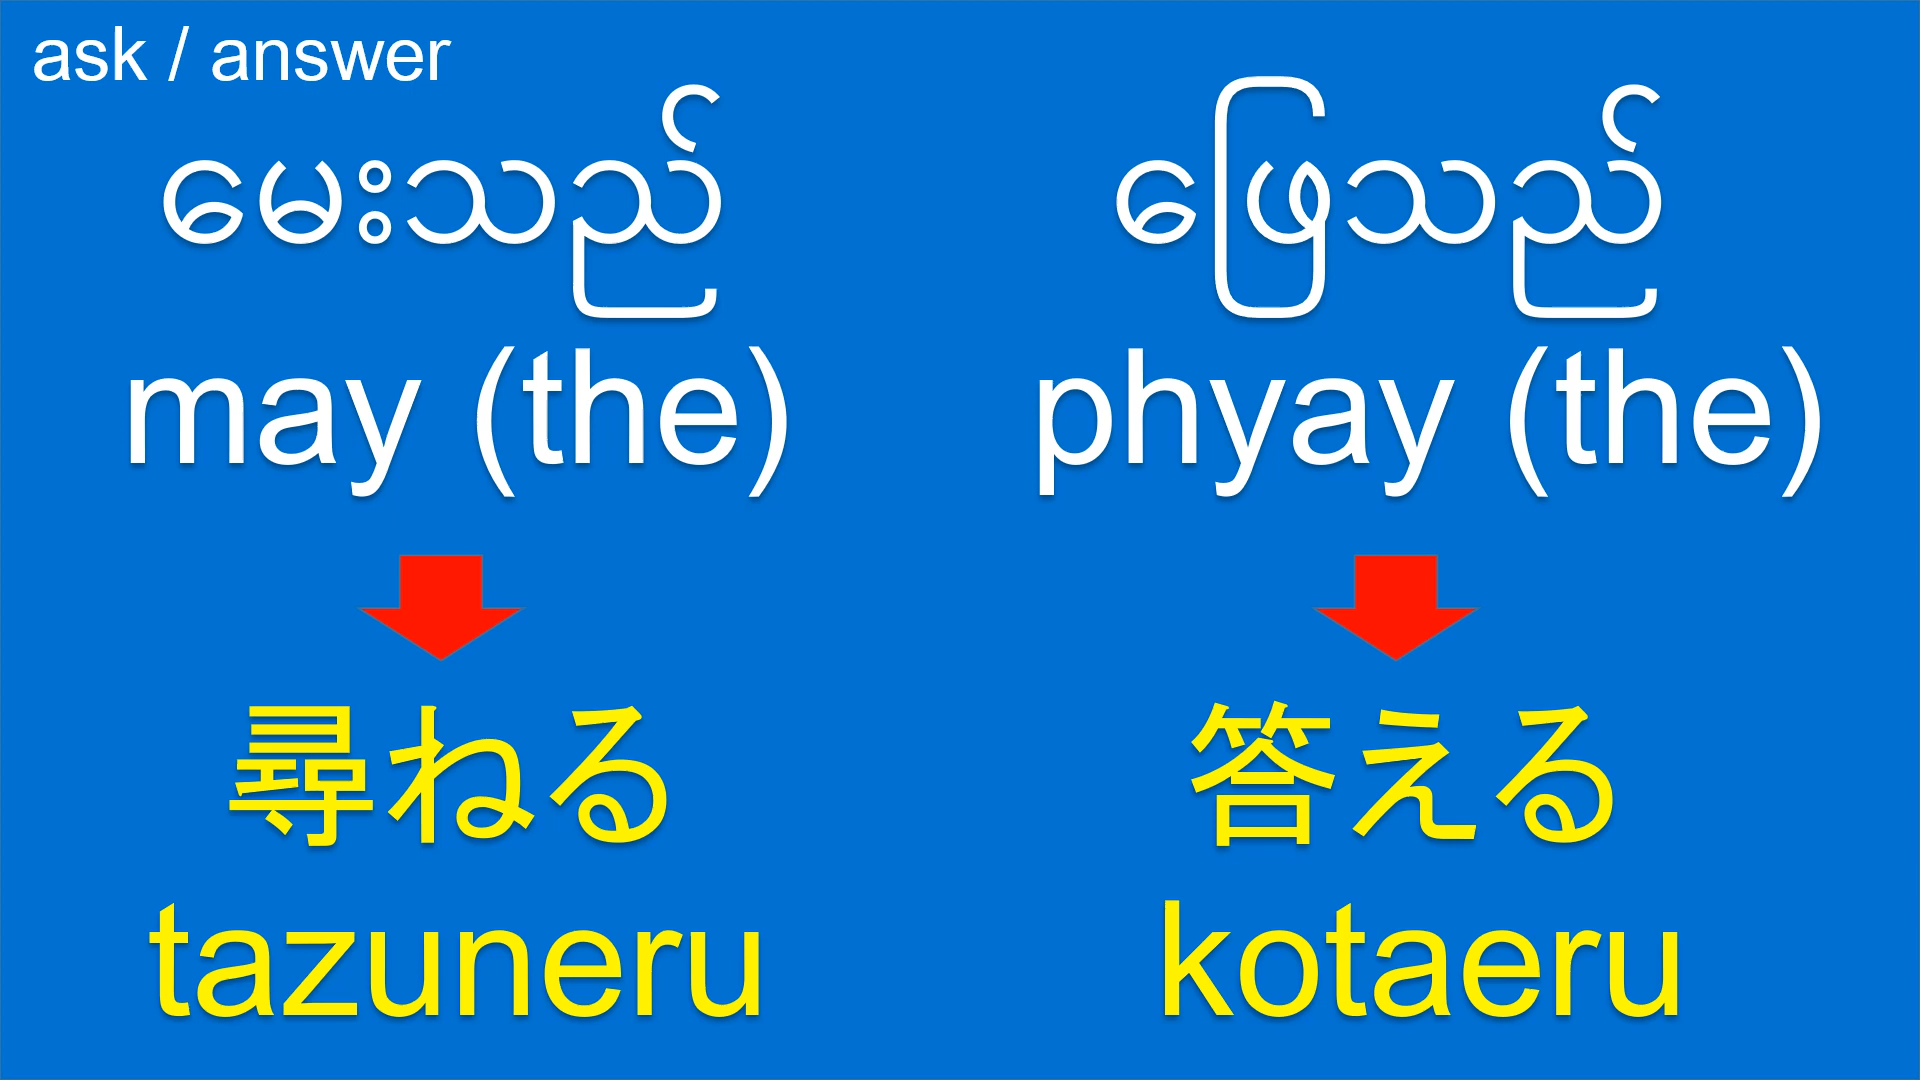 ask / answer
မေးသည်
may (the)
尋ねる
tazuneru
ဖြေသည်
phyay (the)
答える
kotaeru